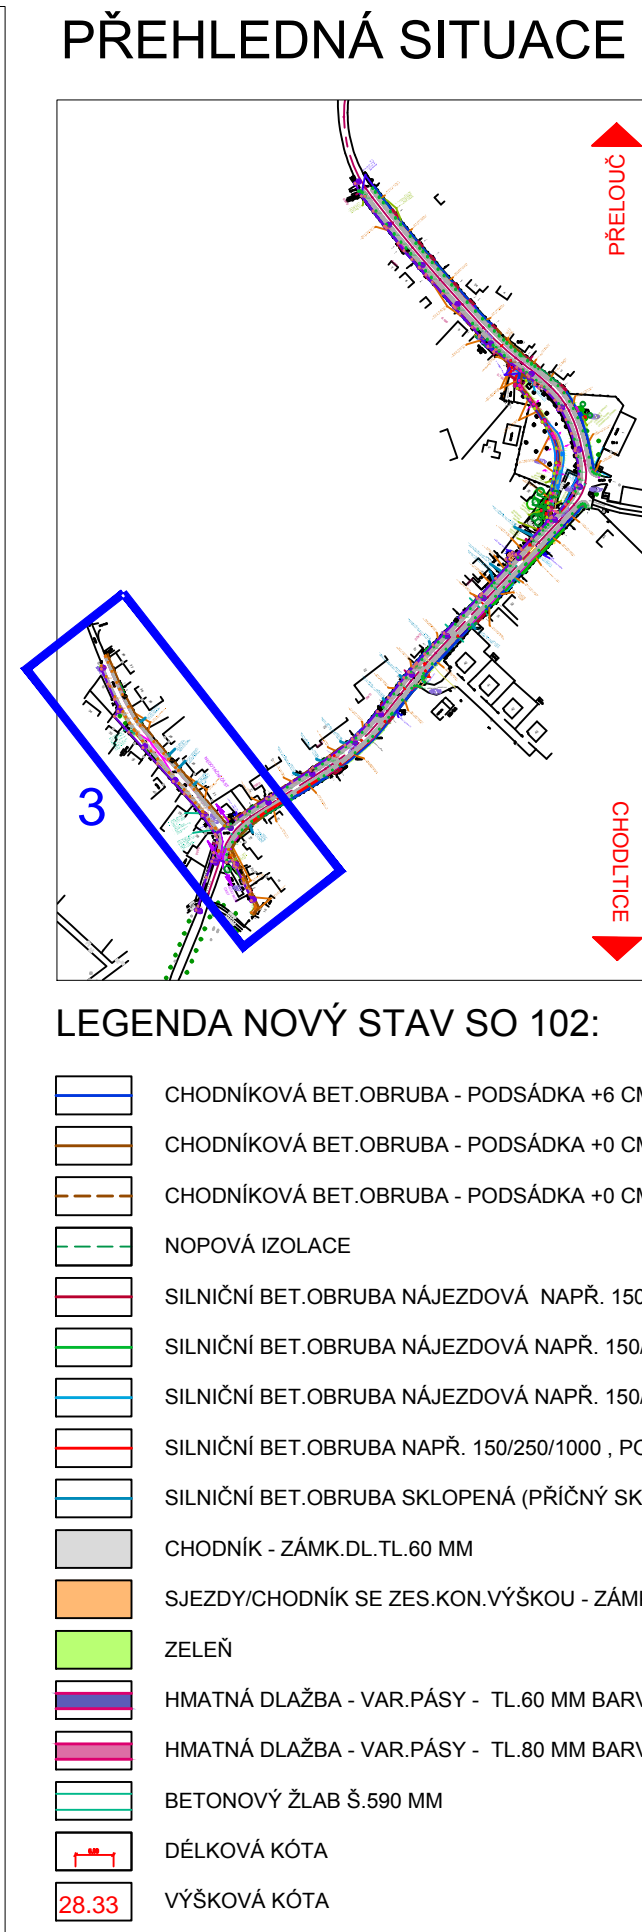 PŘEHLEDNÁ SITUACE
PŘELOUČ
3
CHODLTICE
LEGENDA NOVÝ STAV SO 102:
CHODNÍKOVÁ BET.OBRUBA - PODSÁDKA +6 CM
CHODNÍKOVÁ BET.OBRUBA - PODSÁDKA +0 CM
CHODNÍKOVÁ BET.OBRUBA - PODSÁDKA +0 CM
NOPOVÁ IZOLACE
SILNIČNÍ BET.OBRUBA NÁJEZDOVÁ NAPŘ. 150
SILNIČNÍ BET.OBRUBA NÁJEZDOVÁ NAPŘ. 150/
SILNIČNÍ BET.OBRUBA NÁJEZDOVÁ NAPŘ. 150/
SILNIČNÍ BET.OBRUBA NAPŘ. 150/250/1000 , PO
SILNIČNÍ BET.OBRUBA SKLOPENÁ (PŘÍČNÝ SK
CHODNÍK - ZÁMK.DL.TL.60 MM
SJEZDY/CHODNÍK SE ZES.KON.VÝŠKOU - ZÁM
ZELEŇ
HMATNÁ DLAŽBA - VAR.PÁSY - TL.60 MM BARV
HMATNÁ DLAŽBA - VAR.PÁSY - TL.80 MM BARV
BETONOVÝ ŽLAB Š.590 MM
DÉLKOVÁ KÓTA
28.33 VÝŠKOVÁ KÓTA